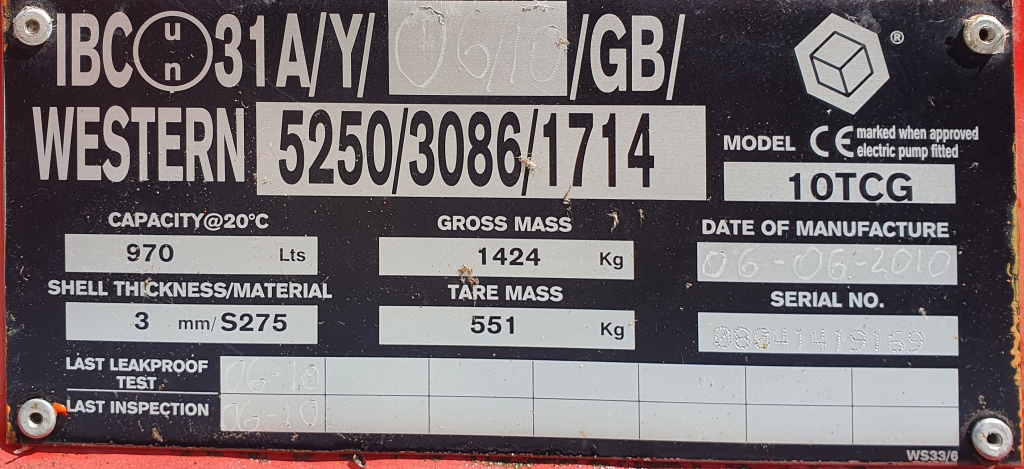 IBC un 31A/Y/ 06/10 /GB/
®
WESTERN 5250/3086/1714
MODEL CE marked when approved
electric pump fitted
10TCG
CAPACITY@20°C
970 Lts
GROSS MASS
1424 Kg
DATE OF MANUFACTURE
06-06-2010
SHELL THICKNESS/MATERIAL
3 mm/S275
TARE MASS
551 Kg
SERIAL NO.
08641419169
LAST LEAKPROOF
TEST
06-10
LAST INSPECTION
06-10
WS33/6